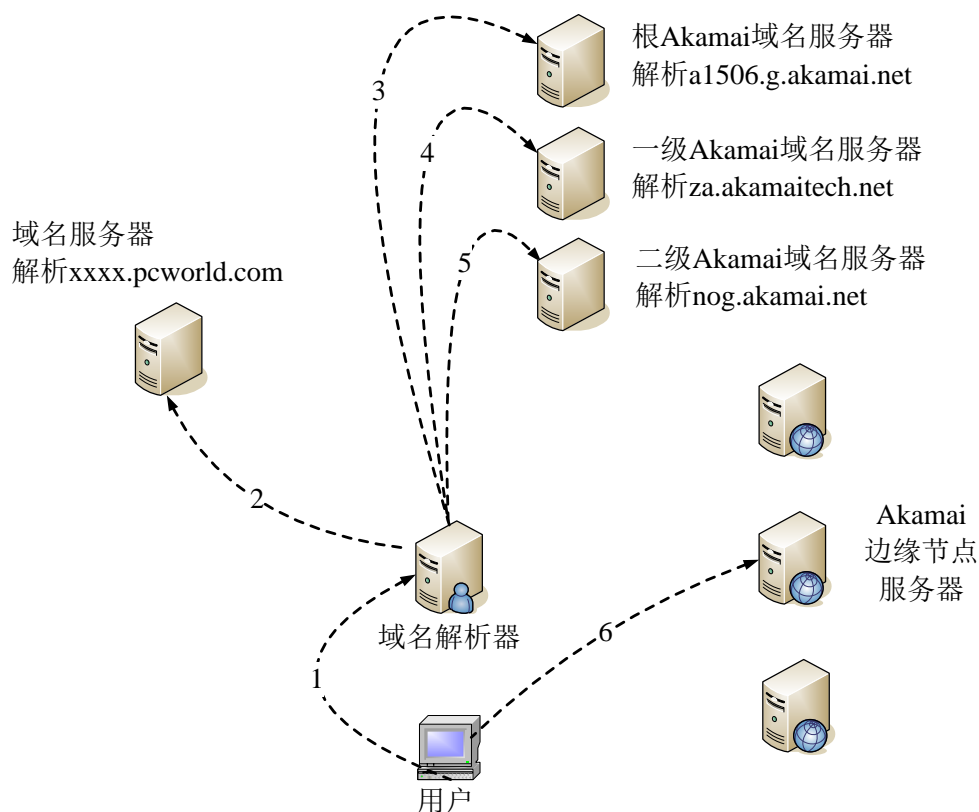 根Akamai域名服务器
解析a1506.g.akamai.net
3
4
一级Akamai域名服务器
解析za.akamaitech.net
域名服务器
解析xxxx.pcworld.com
5
二级Akamai域名服务器
解析nog.akamai.net
2
Akamai
边缘节点
服务器
域名解析器
6
1
用户